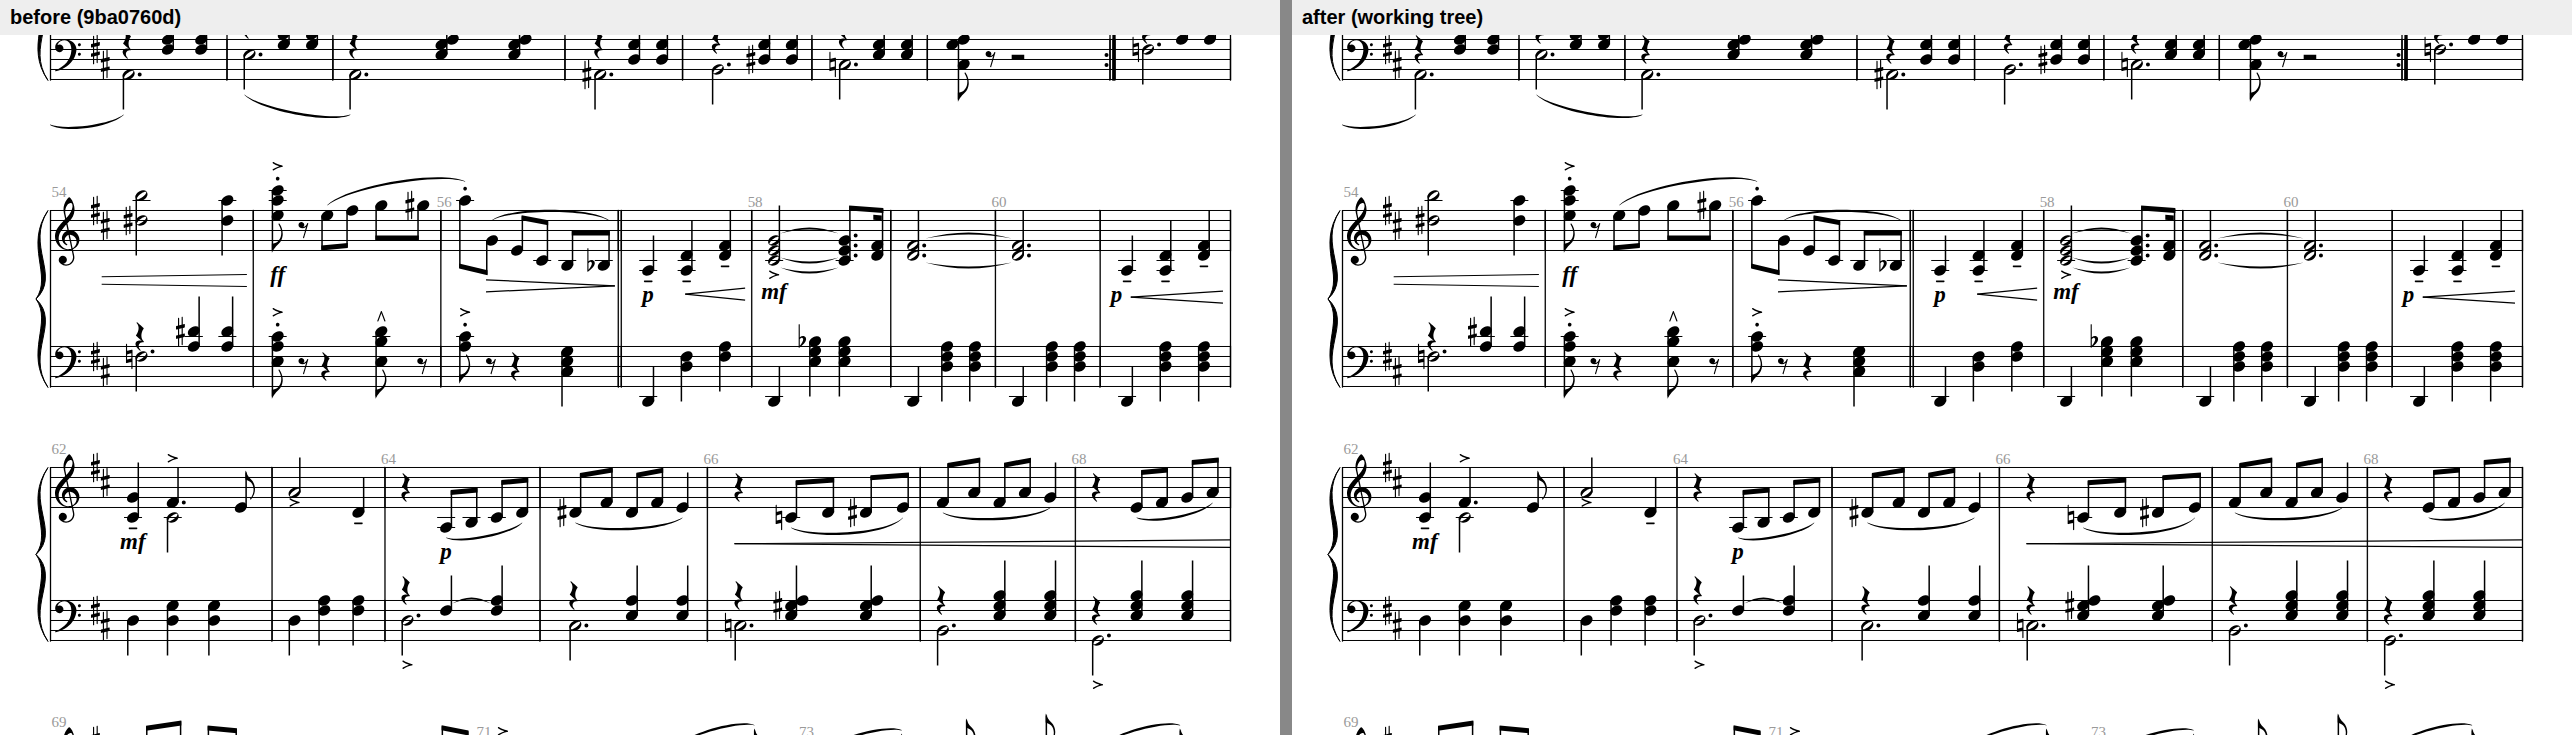 before (9ba0760d) after (working tree)
54 56 58 60 54 56 58 60
ff p mf p ff p mf p
62 64 66 68 62 64 66 68
mf p mf p
69 71 73 69 71 73